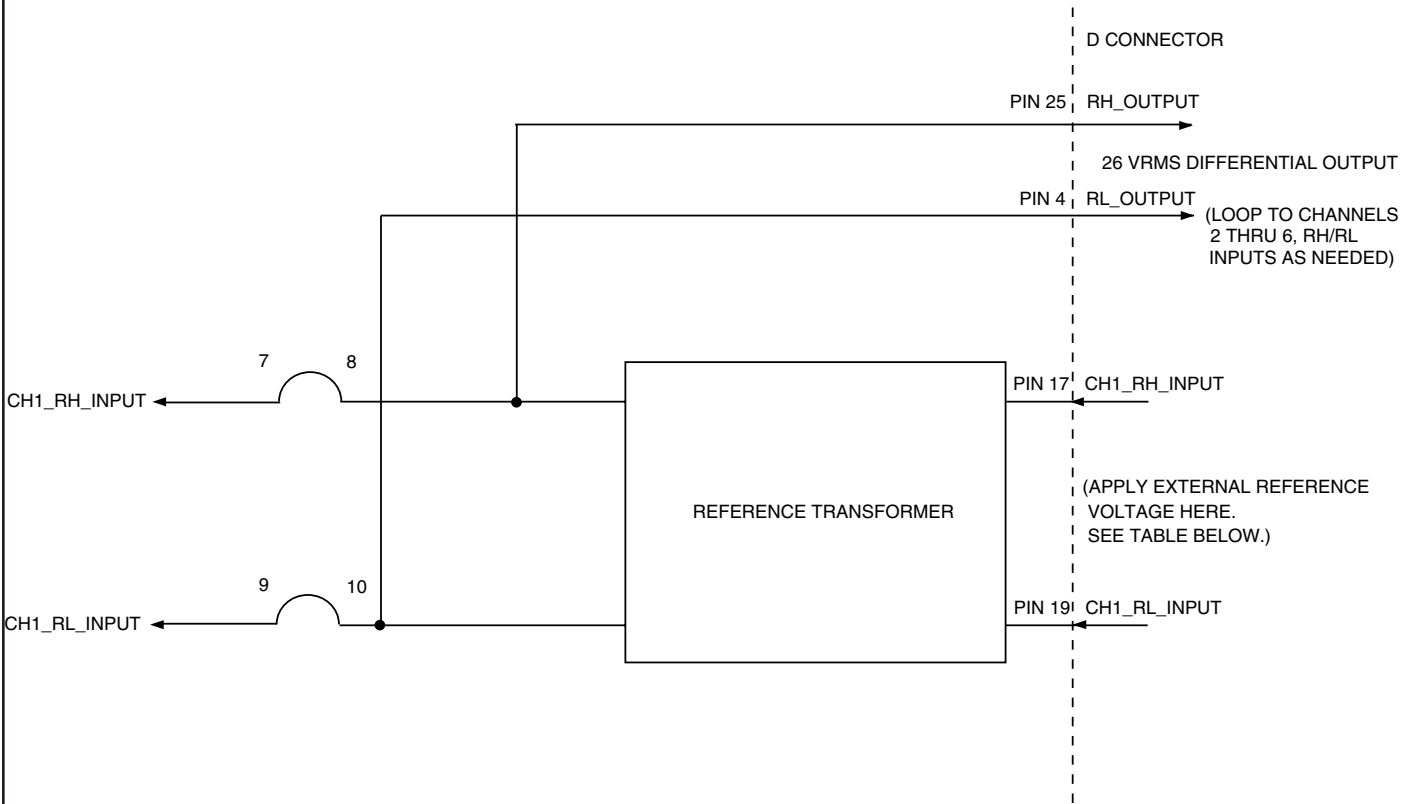 D CONNECTOR
PIN 25 RH_OUTPUT
26 VRMS DIFFERENTIAL OUTPUT
PIN 4 RL_OUTPUT
(LOOP TO CHANNELS
2 THRU 6, RH/RL
INPUTS AS NEEDED)
7 8
CH1_RH_INPUT
PIN 17 CH1_RH_INPUT
REFERENCE TRANSFORMER
(APPLY EXTERNAL REFERENCE
VOLTAGE HERE.
SEE TABLE BELOW.)
9 10
CH1_RL_INPUT
PIN 19 CH1_RL_INPUT